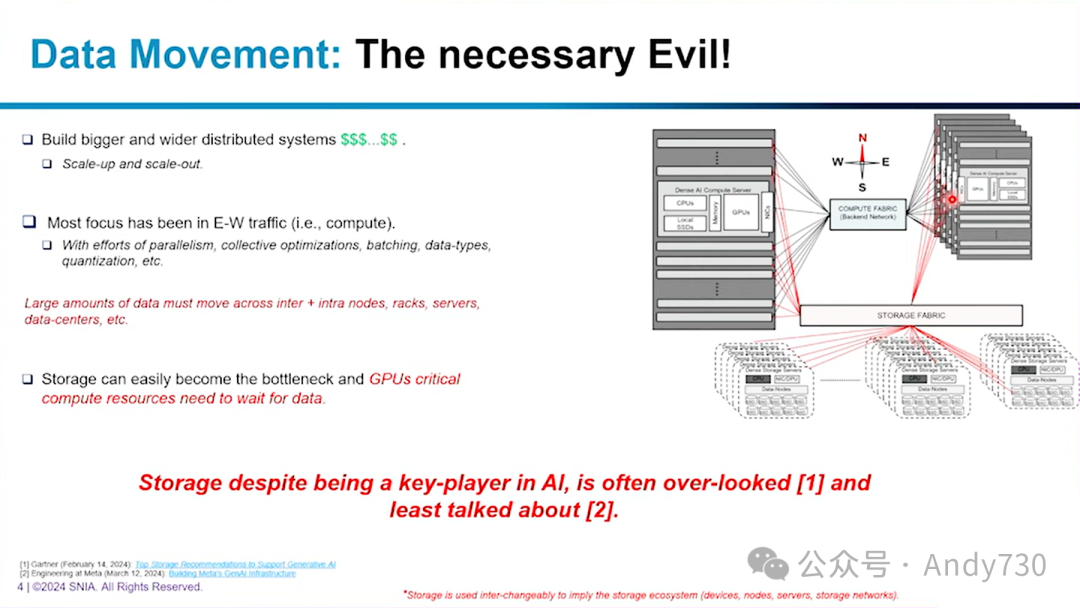 Data Movement: The necessary Evil!
Build bigger and wider distributed systems $$$...$$ .
Scale-up and scale-out.
Most focus has been in E-W traffic (i.e., compute).
With efforts of parallelism, collective optimizations, batching, data-types,
quantization, etc.
Large amounts of data must move across inter + intra nodes, racks, servers,
data-centers, etc.
Storage can easily become the bottleneck and GPUs critical
compute resources need to wait for data.
N
W E
S
Dense AI Compute Server
CPUs
Local
SSDs
Memory
GPUs
NICs
COMPUTE FABRIC
(Backend Network)
Dense AI Compute Server
GPUs
CPUs
Local
SSDs
STORAGE FABRIC
Dense Storage Servers
CPU NIC/DPU
Data Nodes
Dense Storage Servers
CPU NIC/DPU
Data Nodes
Dense Storage Servers
CPU NIC/DPU
Data Nodes
Storage despite being a key-player in AI, is often over-looked [1] and
least talked about [2].
[1] Gartner (February 14, 2024): Top Storage Recommendations to Support Generative AI
[2] Engineering at Meta (March 12, 2024): Building Meta's GenAI Infrastructure
4 | ©2024 SNIA. All Rights Reserved.
*Storage is used inter-changeably to imply the storage ecosystem (devices, nodes, servers, storage networks).
公众号 · Andy730